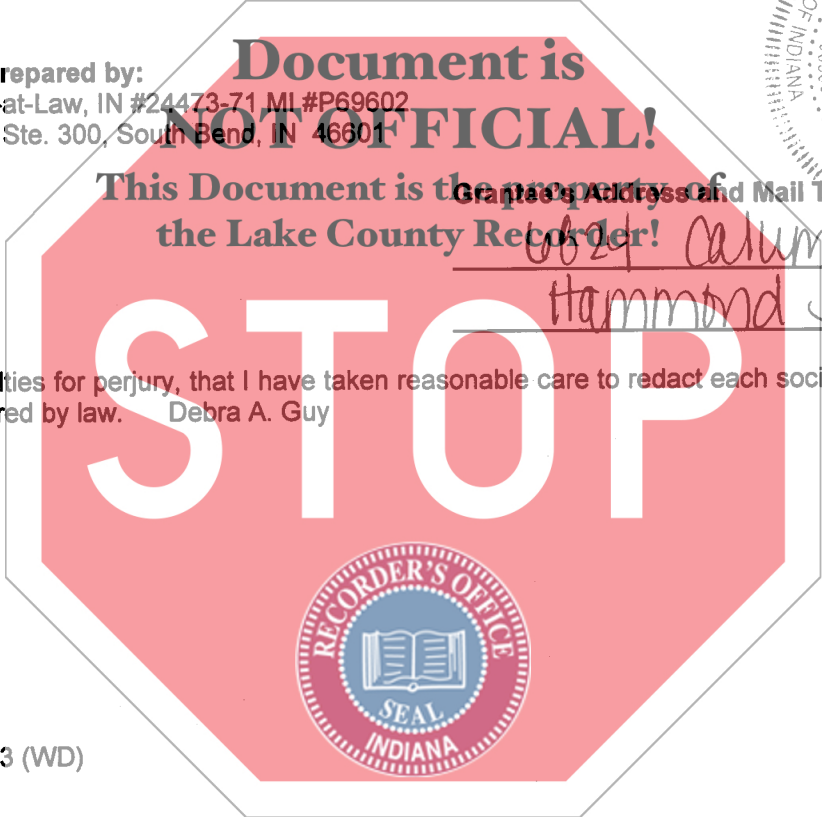 OF INDIANA
Document is
NOT OFFICIAL!
This Document is the property of
the Lake County Recorder!
repared by:
-at-Law, IN #24473-71 MI #P69602
Ste. 300, South Bend, IN 46601
Grantee's Address and Mail T
6624 Calum
Hammond
STOP
lties for perjury, that I have taken reasonable care to redact each soci
red by law. Debra A. Guy
RECORDER'S OFFICE
SEAL
INDIANA
3 (WD)